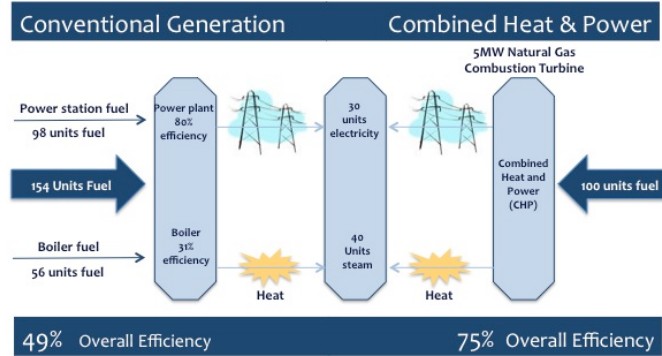 Conventional Generation
Combined Heat & Power
5MW Natural Gas
Combustion Turbine
Power station fuel
98 units fuel
Power plant
80%
efficiency
30
units
electricity
154 Units Fuel
Combined
Heat and
Power
(CHP)
100 units fuel
Boiler fuel
56 units fuel
Boiler
31%
efficiency
40
Units
steam
Heat
Heat
49% Overall Efficiency
75% Overall Efficiency